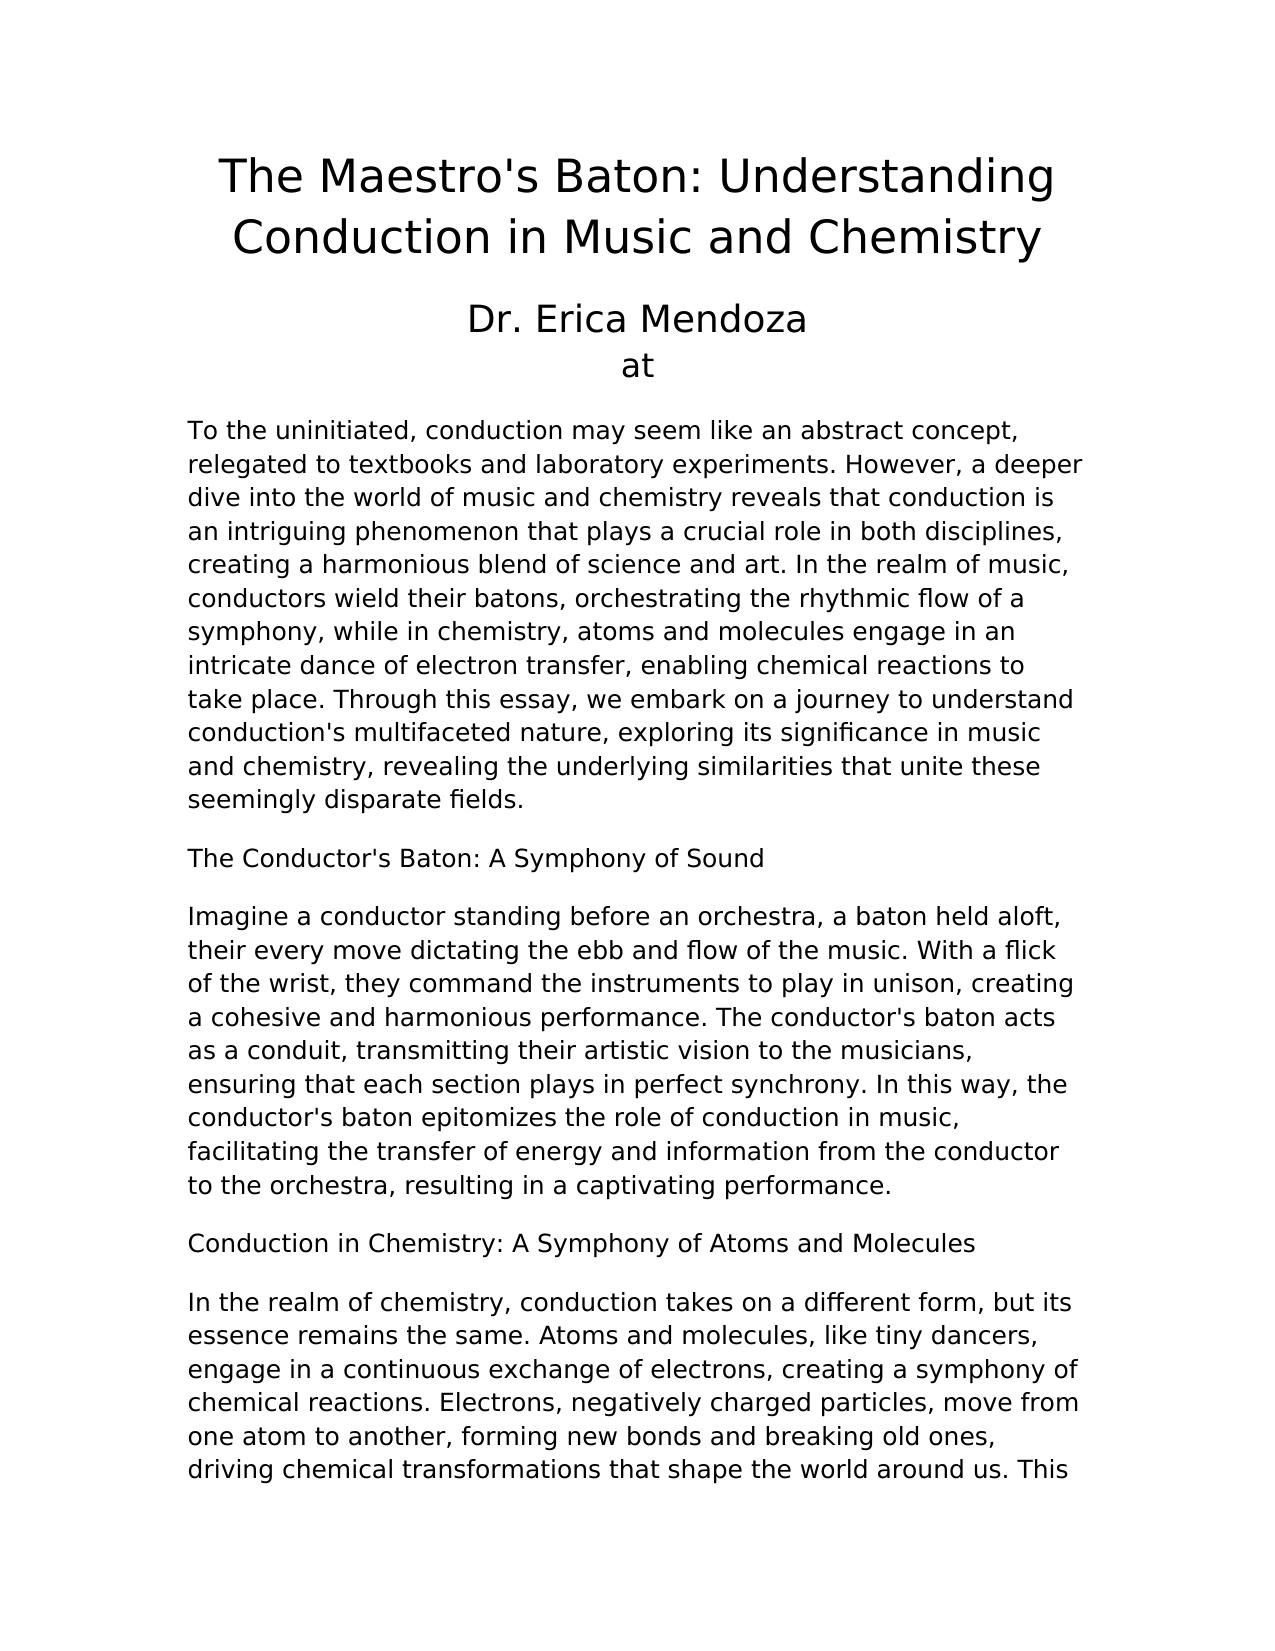 The Maestro's Baton: Understanding
Conduction in Music and Chemistry
Dr. Erica Mendoza
at
To the uninitiated, conduction may seem like an abstract concept,
relegated to textbooks and laboratory experiments. However, a deeper
dive into the world of music and chemistry reveals that conduction is
an intriguing phenomenon that plays a crucial role in both disciplines,
creating a harmonious blend of science and art. In the realm of music,
conductors wield their batons, orchestrating the rhythmic flow of a
symphony, while in chemistry, atoms and molecules engage in an
intricate dance of electron transfer, enabling chemical reactions to
take place. Through this essay, we embark on a journey to understand
conduction's multifaceted nature, exploring its significance in music
and chemistry, revealing the underlying similarities that unite these
seemingly disparate fields.
The Conductor's Baton: A Symphony of Sound
Imagine a conductor standing before an orchestra, a baton held aloft,
their every move dictating the ebb and flow of the music. With a flick
of the wrist, they command the instruments to play in unison, creating
a cohesive and harmonious performance. The conductor's baton acts
as a conduit, transmitting their artistic vision to the musicians,
ensuring that each section plays in perfect synchrony. In this way, the
conductor's baton epitomizes the role of conduction in music,
facilitating the transfer of energy and information from the conductor
to the orchestra, resulting in a captivating performance.
Conduction in Chemistry: A Symphony of Atoms and Molecules
In the realm of chemistry, conduction takes on a different form, but its
essence remains the same. Atoms and molecules, like tiny dancers,
engage in a continuous exchange of electrons, creating a symphony of
chemical reactions. Electrons, negatively charged particles, move from
one atom to another, forming new bonds and breaking old ones,
driving chemical transformations that shape the world around us. This